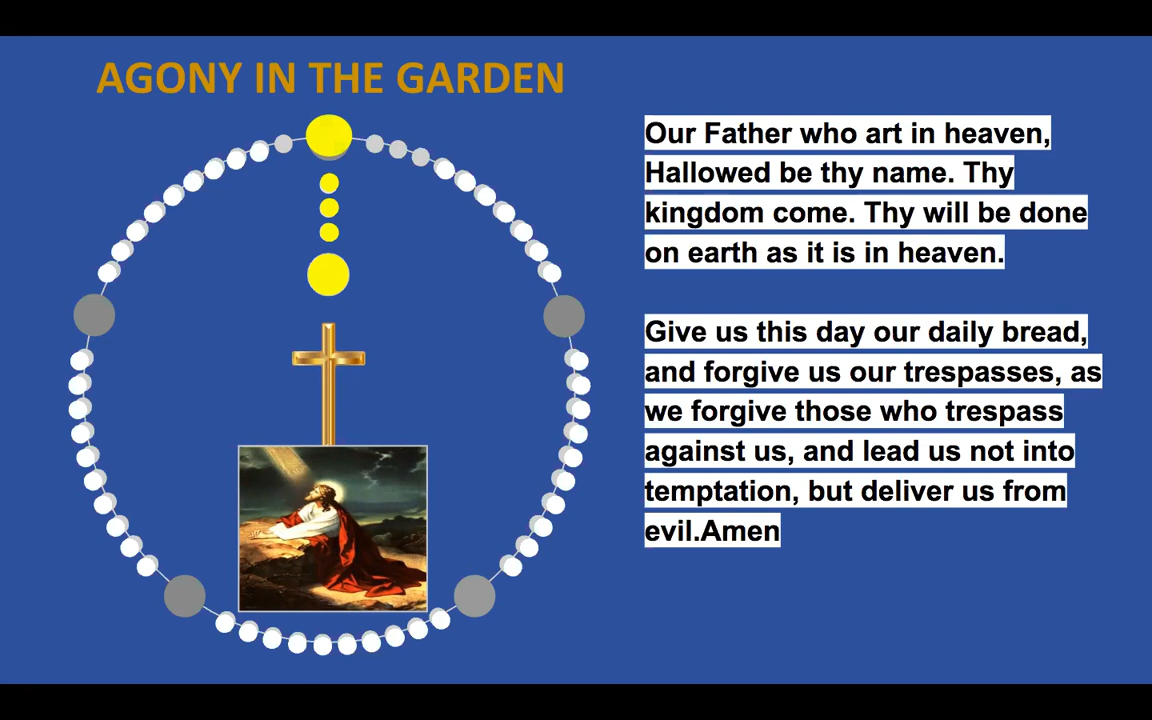 AGONY IN THE GARDEN
Our Father who art in heaven,
Hallowed be thy name. Thy
kingdom come. Thy will be done
on earth as it is in heaven.
Give us this day our daily bread,
and forgive us our trespasses, as
we forgive those who trespass
against us, and lead us not into
temptation, but deliver us from
evil.Amen